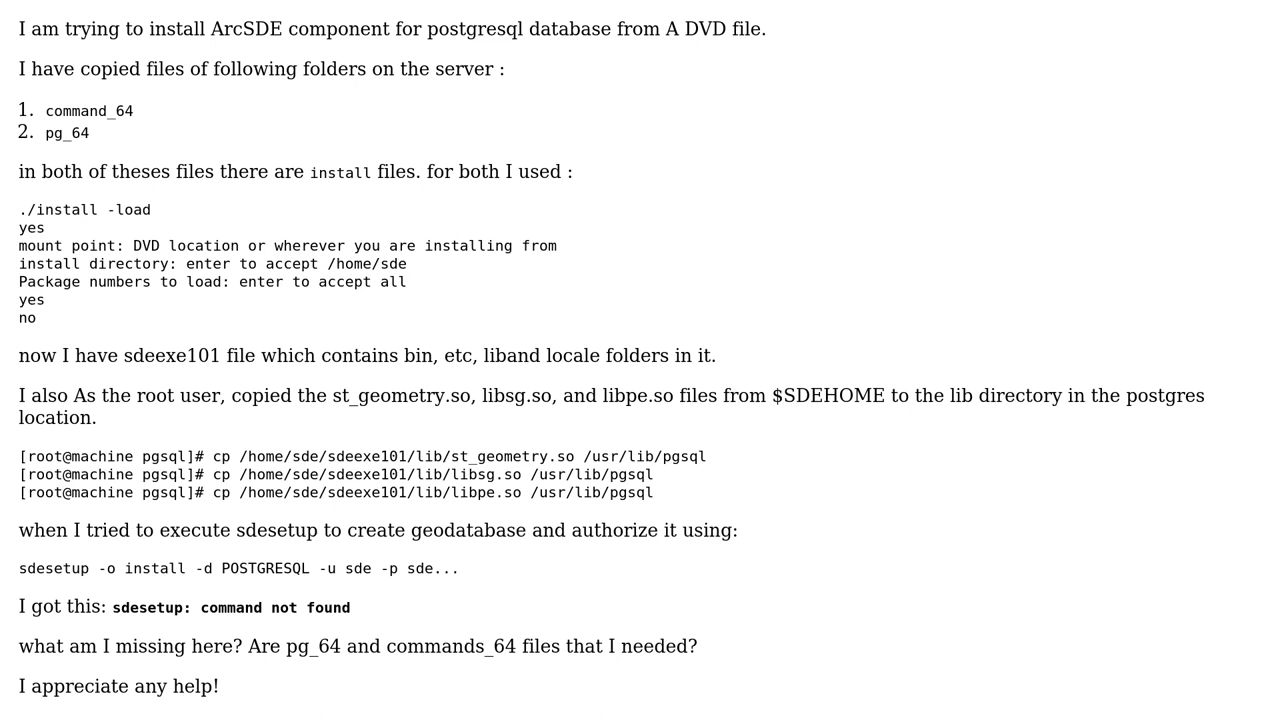 I am trying to install ArcSDE component for postgresql database from A DVD file.
I have copied files of following folders on the server :
1. command_64
2. pg_64
in both of theses files there are install files. for both I used :
./install -load
yes
mount point: DVD location or wherever you are installing from
install directory: enter to accept /home/sde
Package numbers to load: enter to accept all
yes
no
now I have sdeexe101 file which contains bin, etc, liband locale folders in it.
I also As the root user, copied the st_geometry.so, libsg.so, and libpe.so files from $SDEHOME to the lib directory in the postgres
location.
[root@machine pgsql]# cp /home/sde/sdeexe101/lib/st_geometry.so /usr/lib/pgsql
[root@machine pgsql]# cp /home/sde/sdeexe101/lib/libsg.so /usr/lib/pgsql
[root@machine pgsql]# cp /home/sde/sdeexe101/lib/libpe.so /usr/lib/pgsql
when I tried to execute sdesetup to create geodatabase and authorize it using:
sdesetup -o install -d POSTGRESQL -u sde -p sde...
I got this: sdesetup: command not found
what am I missing here? Are pg_64 and commands_64 files that I needed?
I appreciate any help!